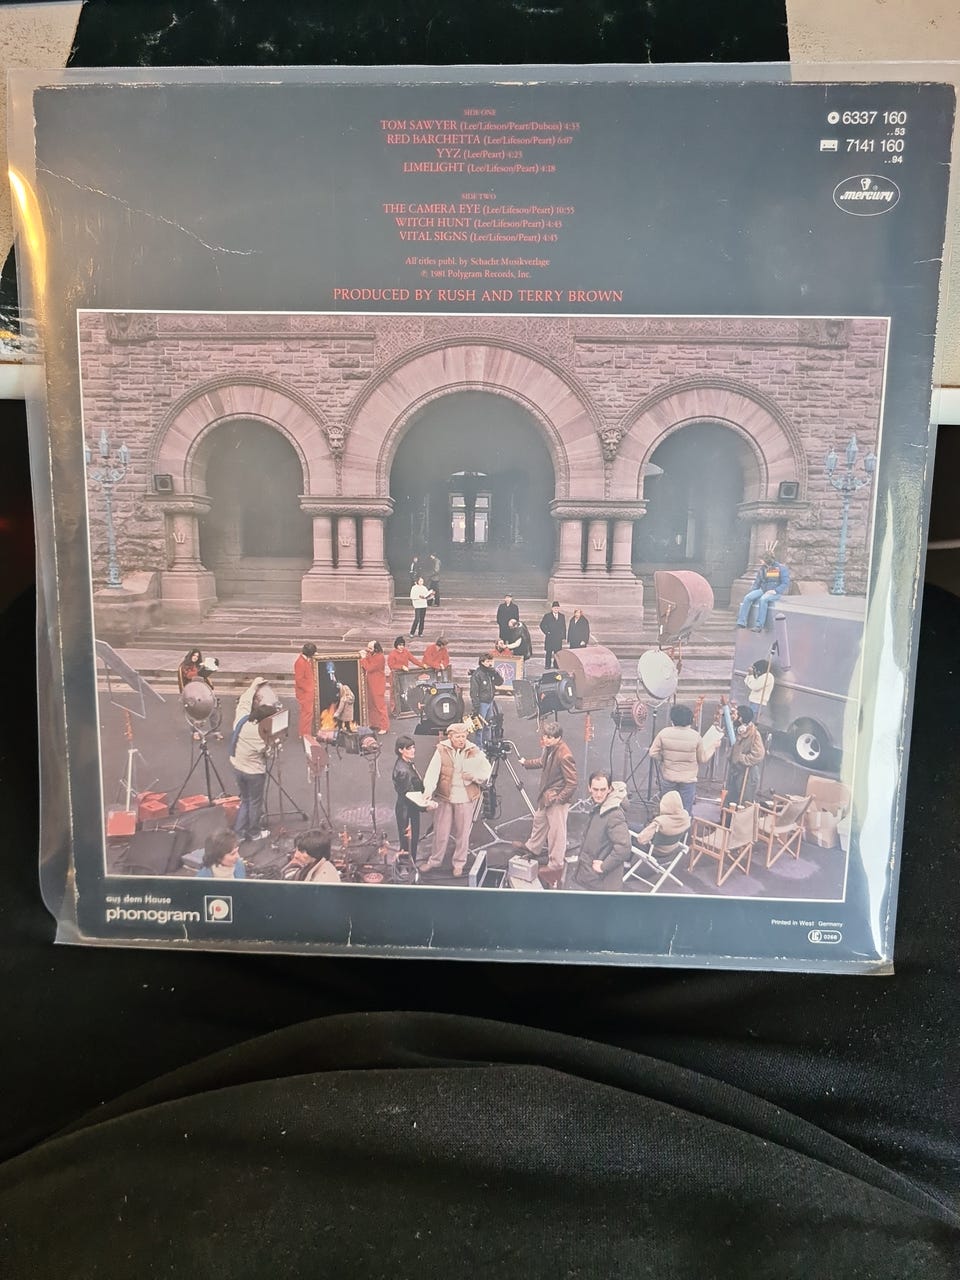 SIDE ONE
TOM SAWYER (Lee/Lifeson/Peart/Dubois) 4:33
RED BARCHETTA (Lee/Lifeson/Peart) 6:07
YYZ (Lee/Peart) 4:23
LIMELIGHT (Lee/Lifeson/Peart) 4:18
SIDE TWO
THE CAMERA EYE (Lee/Lifeson/Peart) 10:55
WITCH HUNT (Lee/Lifeson/Peart) 4:43
VITAL SIGNS (Lee/Lifeson/Peart) 4:43
All titles publ. by Schacht Musikverlage
℗ 1981 Polygram Records, Inc.
PRODUCED BY RUSH AND TERRY BROWN
6337 160
..53
7141 160
..94
mercury
aus dem Hause
phonogram
Printed in West Germany
LC 0268